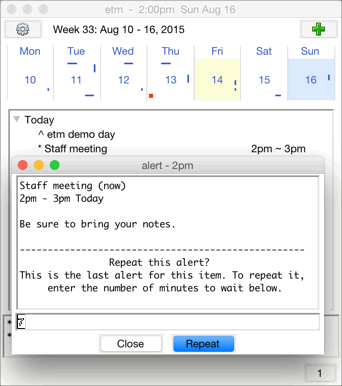 etm - 2:00pm Sun Aug 16
Week 33: Aug 10 - 16, 2015
Mon Tue Wed Thu Fri Sat Sun
10 11 12 13 14 15 16
Today
^ etm demo day
* Staff meeting 2pm ~ 3pm
alert - 2pm
Staff meeting (now)
2pm - 3pm Today
Be sure to bring your notes.
------------------------------------------------
Repeat this alert?
This is the last alert for this item. To repeat it,
enter the number of minutes to wait below.
Close Repeat
*
*
1